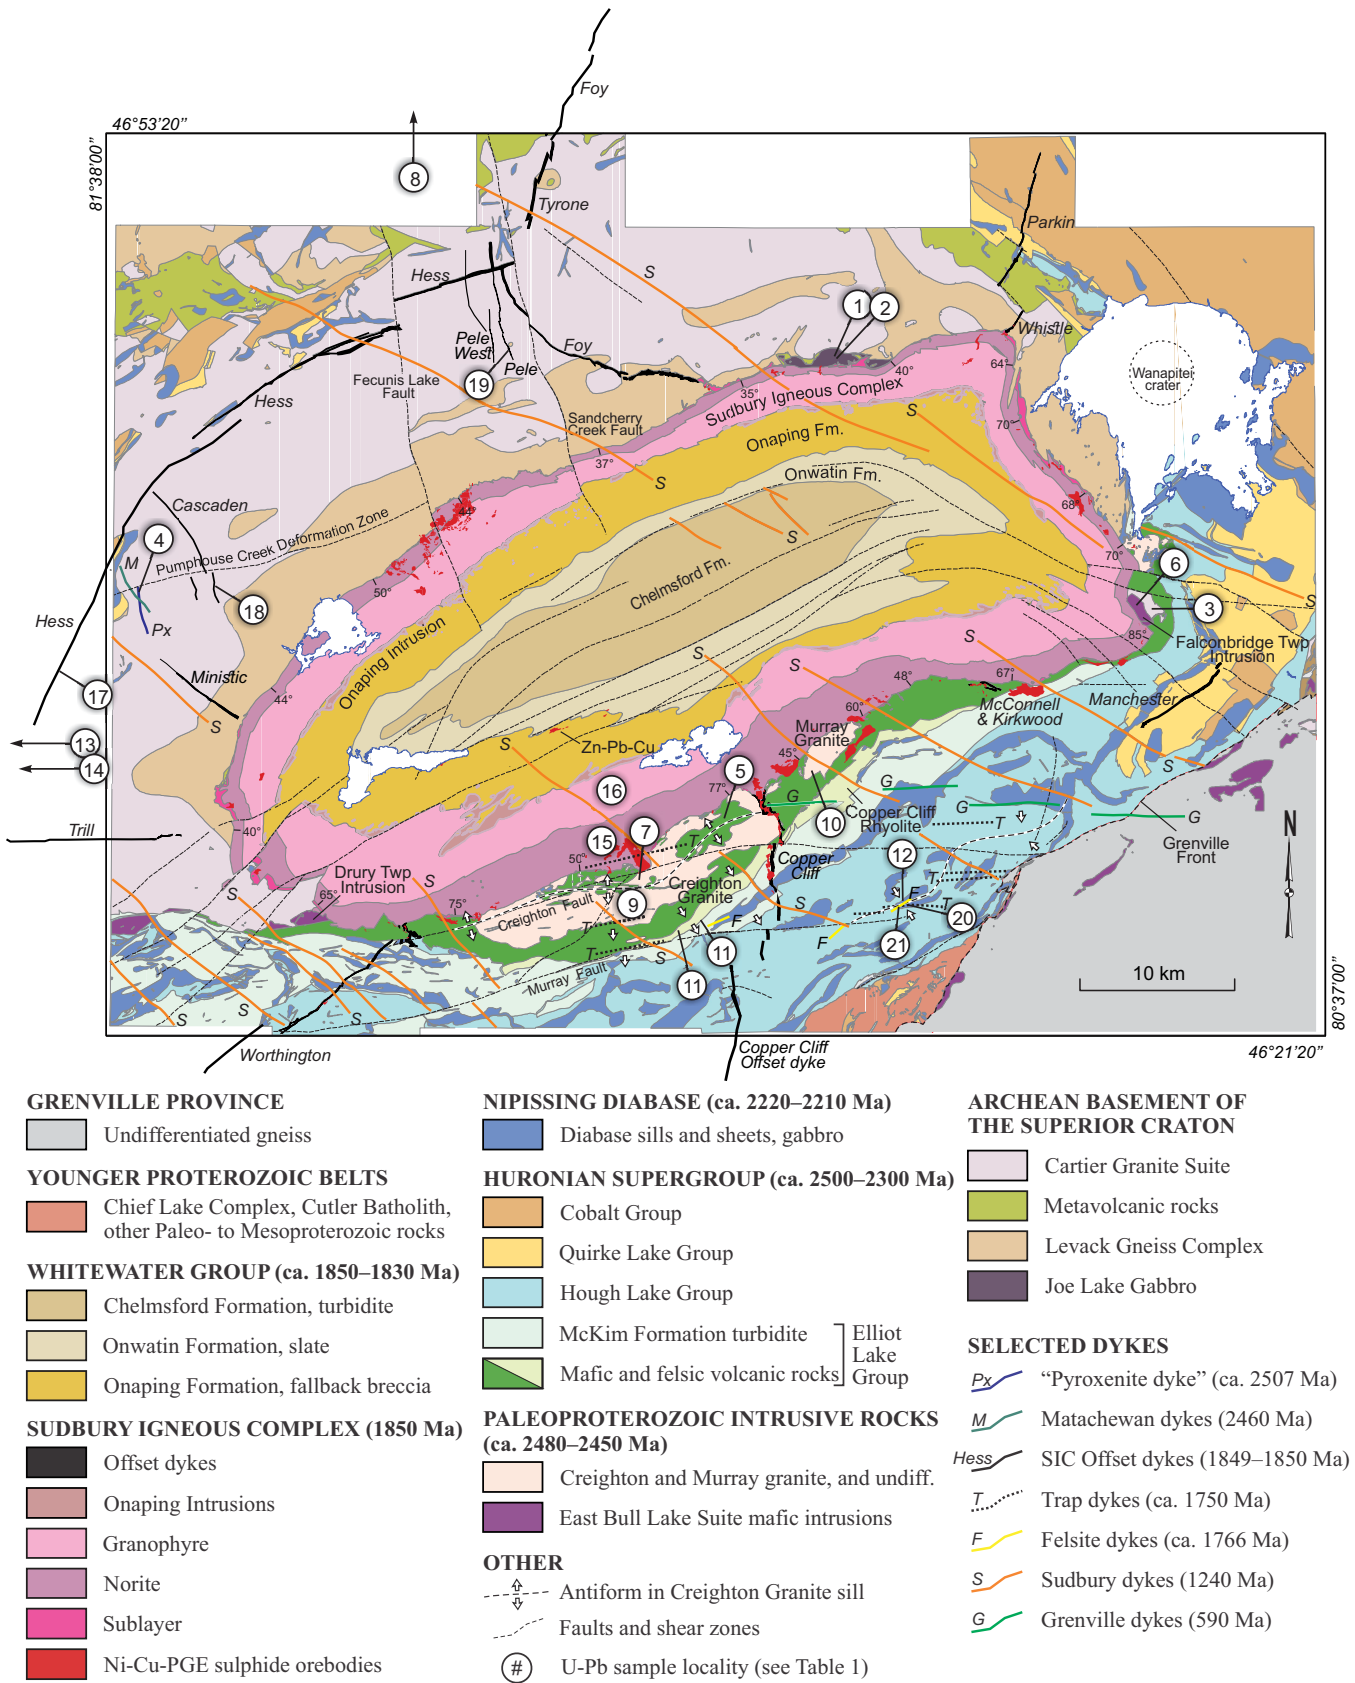 Foy
46°53'20"
81°38'00"
8
Tyrone
Parkin
S
Hess
1
2
Whistle
Pele
West
Foy
Pele
Wanapitei
crater
64°
40°
Fecunis Lake
Fault
19
35°
Sudbury Igneous Complex
Hess
Sandcherry
Creek Fault
S
70°
Onaping Fm.
37°
Onwatin Fm.
S
Cascaden
44°
68°
4
Pumphouse Creek Deformation Zone
S
M
70°
6
Chelmsford Fm.
50°
18
3
S
Hess
Px
85°
Onaping Intrusion
S
Falconbridge Twp
Intrusion
S
S
Ministic
48°
67°
17
44°
McConnell
& Kirkwood
Manchester
60°
S
Murray
Granite
13
S
Zn-Pb-Cu
45°
S
14
5
G
16
77°
G
G
G
Copper Cliff
Rhyolite
10
N
Trill
40°
T
15
7
T
Grenville
Front
50°
Copper
Cliff
12
Drury Twp
Intrusion
S
Creighton
Granite
T
65°
F
T
75°
Creighton Fault
9
S
20
S
T
F
F
21
T
S
11
10 km
Murray Fault
11
S
S
S
80°37'00"
Worthington
Copper Cliff
Offset dyke
46°21'20"
GRENVILLE PROVINCE
Undifferentiated gneiss
YOUNGER PROTEROZOIC BELTS
Chief Lake Complex, Cutler Batholith,
other Paleo- to Mesoproterozoic rocks
WHITEWATER GROUP (ca. 1850–1830 Ma)
Chelmsford Formation, turbidite
Onwatin Formation, slate
Onaping Formation, fallback breccia
SUDBURY IGNEOUS COMPLEX (1850 Ma)
Offset dykes
Onaping Intrusions
Granophyre
Norite
Sublayer
Ni-Cu-PGE sulphide orebodies
NIPISSING DIABASE (ca. 2220–2210 Ma)
Diabase sills and sheets, gabbro
HURONIAN SUPERGROUP (ca. 2500–2300 Ma)
Cobalt Group
Quirke Lake Group
Hough Lake Group
McKim Formation turbidite
Mafic and felsic volcanic rocks
Elliot
Lake
Group
PALEOPROTEROZOIC INTRUSIVE ROCKS
(ca. 2480–2450 Ma)
Creighton and Murray granite, and undiff.
East Bull Lake Suite mafic intrusions
OTHER
Antiform in Creighton Granite sill
Faults and shear zones
# U-Pb sample locality (see Table 1)
ARCHEAN BASEMENT OF
THE SUPERIOR CRATON
Cartier Granite Suite
Metavolcanic rocks
Levack Gneiss Complex
Joe Lake Gabbro
SELECTED DYKES
Px “Pyroxenite dyke” (ca. 2507 Ma)
M Matachewan dykes (2460 Ma)
Hess SIC Offset dykes (1849–1850 Ma)
T Trap dykes (ca. 1750 Ma)
F Felsite dykes (ca. 1766 Ma)
S Sudbury dykes (1240 Ma)
G Grenville dykes (590 Ma)